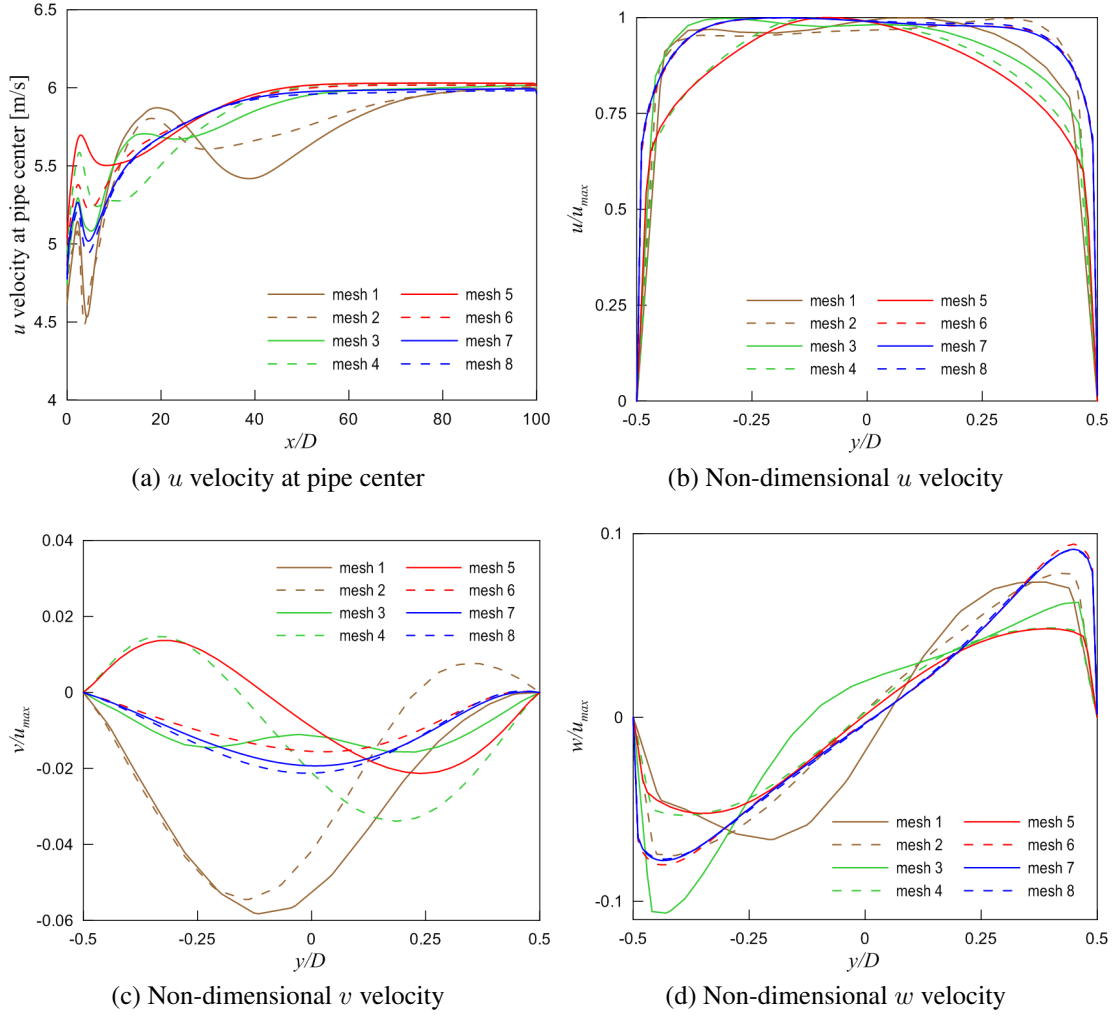 6.5
6
5.5
5
4.5
4
u velocity at pipe center [m/s]
mesh 1 mesh 5
mesh 2 mesh 6
mesh 3 mesh 7
mesh 4 mesh 8
0 20 40 60 80 100
x/D
(a) u velocity at pipe center
1
0.75
0.5
0.25
0
u/umax
mesh 1 mesh 5
mesh 2 mesh 6
mesh 3 mesh 7
mesh 4 mesh 8
-0.5 -0.25 0 0.25 0.5
y/D
(b) Non-dimensional u velocity
0.04
0.02
0
-0.02
-0.04
-0.06
v/umax
mesh 1 mesh 5
mesh 2 mesh 6
mesh 3 mesh 7
mesh 4 mesh 8
-0.5 -0.25 0 0.25 0.5
y/D
(c) Non-dimensional v velocity
0.1
0
-0.1
w/umax
mesh 1 mesh 5
mesh 2 mesh 6
mesh 3 mesh 7
mesh 4 mesh 8
-0.5 -0.25 0 0.25 0.5
y/D
(d) Non-dimensional w velocity